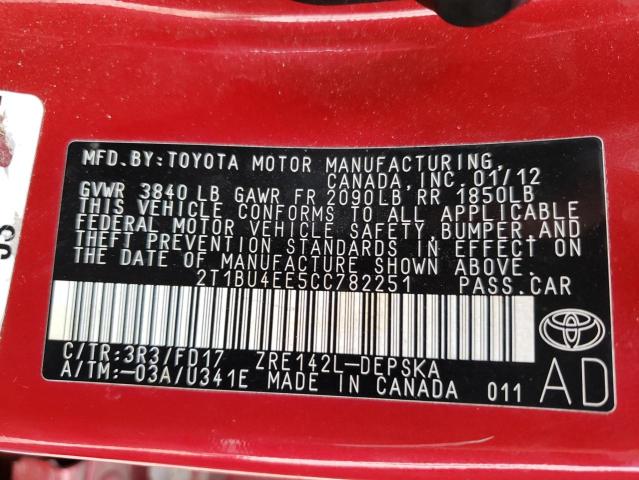 MFD. BY: TOYOTA MOTOR MANUFACTURING,
CANADA, INC. 01/12
GVWR 3840 LB GAWR FR 2090LB RR 1850LB
THIS VEHICLE CONFORMS TO ALL APPLICABLE
FEDERAL MOTOR VEHICLE SAFETY, BUMPER, AND
THEFT PREVENTION STANDARDS IN EFFECT ON
THE DATE OF MANUFACTURE SHOWN ABOVE.
2T1BU4EE5CC782251 PASS.CAR
C/TR:3R3/FD17 ZRE142L-DEPSKA
A/TM:-03A/U341E MADE IN CANADA 011
AD